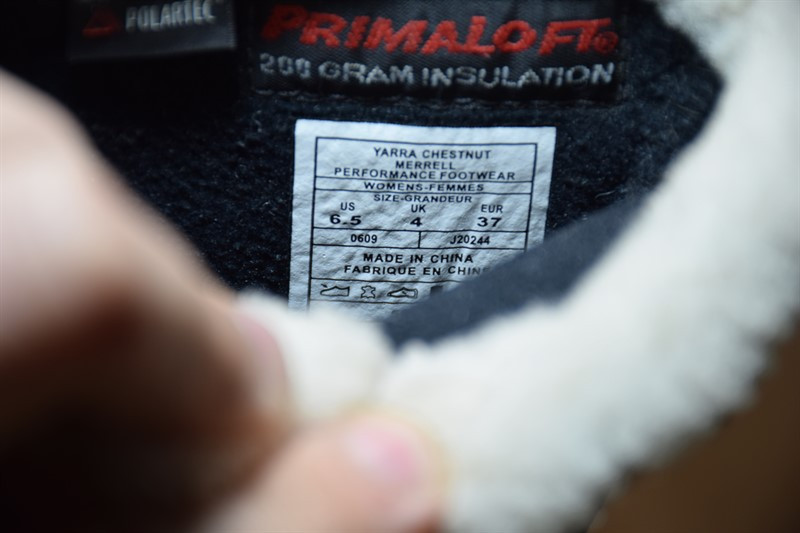 POLARTEC
PRIMALOFT®
200 GRAM INSULATION
YARRA CHESTNUT
MERRELL
PERFORMANCE FOOTWEAR
WOMENS-FEMMES
SIZE-GRANDEUR
US UK EUR
6.5 4 37
0609 J20244
MADE IN CHINA
FABRIQUE EN CHINE